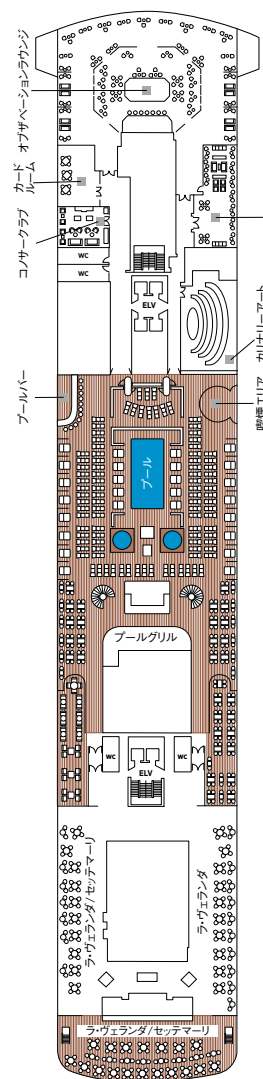 オブザベーションラウンジ
カード
ルーム
コノサークラブ
WC
WC
ELV
カリナリーアート
プールバー
喫煙エリア
プール
プールグリル
WC
ELV
WC
ラ・ヴェランダ/セッテマーリ
ラ・ヴェランダ
ラ・ヴェランダ/セッテマーリ